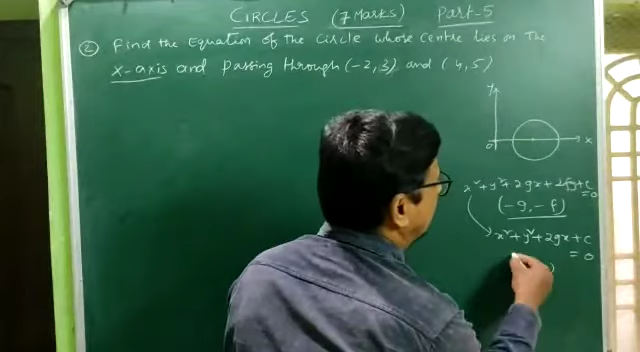 CIRCLES (7 Marks) Part-5
② Find the Equation of the Circle whose Centre lies on the
x-axis and passing through (-2,3) and (4,5)
y
O x
x²+y²+2gx+2fy+c
=0
(-g,-f)
x²+y²+2gx+c
=0